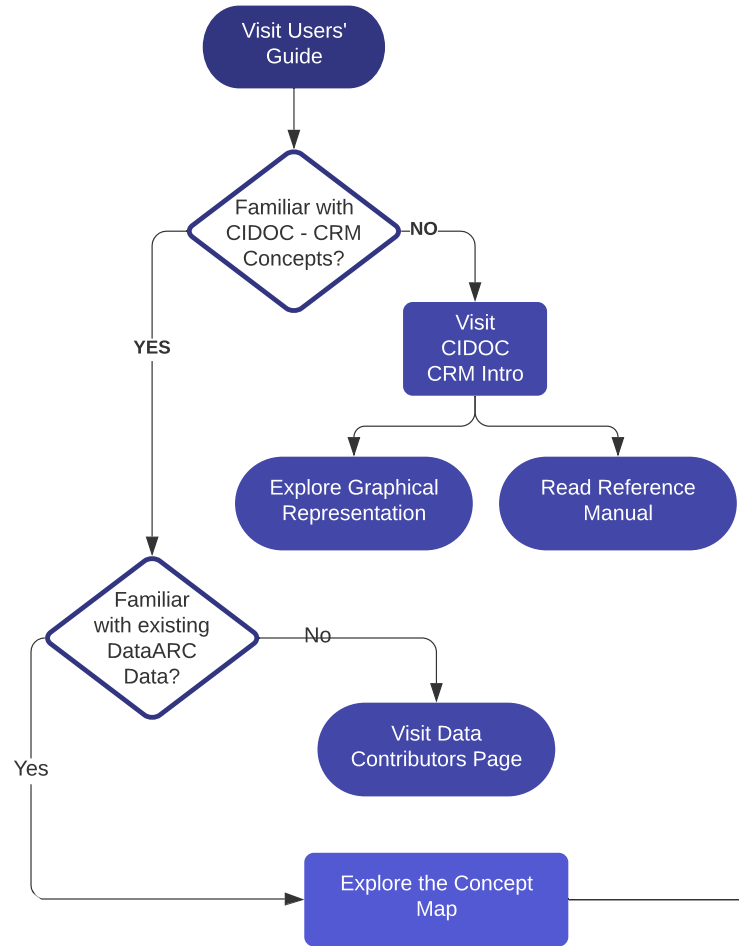 Visit Users'
Guide
Familiar with
CIDOC - CRM
Concepts?
NO
Visit
CIDOC
CRM Intro
YES
Explore Graphical
Representation
Read Reference
Manual
Familiar
with existing
DataARC
Data?
No
Visit Data
Contributors Page
Yes
Explore the Concept
Map